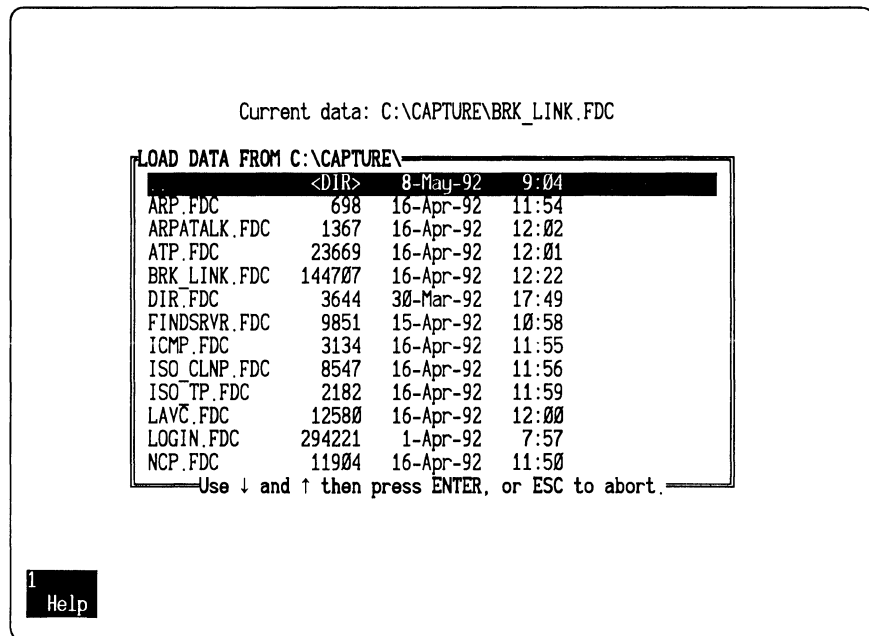 Current data: C:\CAPTURE\BRK_LINK.FDC
LOAD DATA FROM C:\CAPTURE\
.. <DIR> 8-May-92 9:04
ARP.FDC 698 16-Apr-92 11:54
ARPATALK.FDC 1367 16-Apr-92 12:02
ATP.FDC 23669 16-Apr-92 12:01
BRK_LINK.FDC 144707 16-Apr-92 12:22
DIR.FDC 3644 30-Mar-92 17:49
FINDSRVR.FDC 9851 15-Apr-92 10:58
ICMP.FDC 3134 16-Apr-92 11:55
ISO_CLNP.FDC 8547 16-Apr-92 11:56
ISO_TP.FDC 2182 16-Apr-92 11:59
LAVC.FDC 12580 16-Apr-92 12:00
LOGIN.FDC 294221 1-Apr-92 7:57
NCP.FDC 11904 16-Apr-92 11:50
Use ↓ and ↑ then press ENTER, or ESC to abort.
1
Help